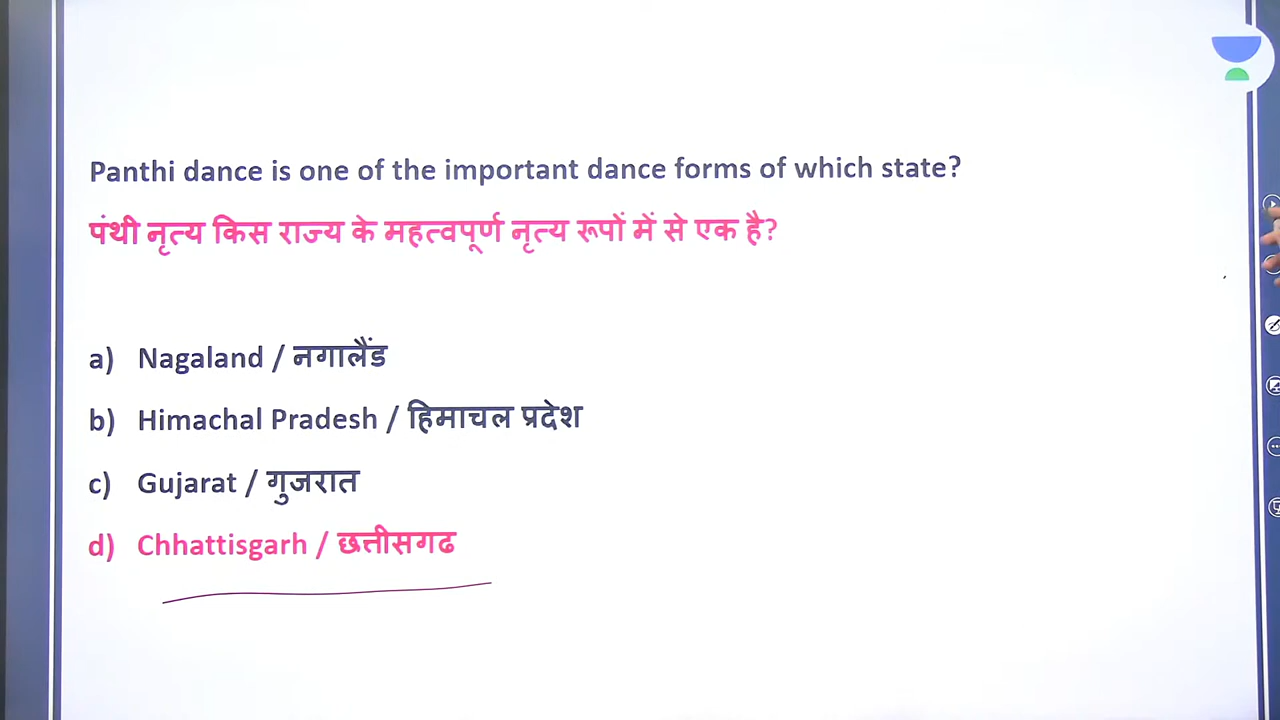 Panthi dance is one of the important dance forms of which state?
पंथी नृत्य किस राज्य के महत्वपूर्ण नृत्य रूपों में से एक है?
a) Nagaland / नगालैंड
b) Himachal Pradesh / हिमाचल प्रदेश
c) Gujarat / गुजरात
d) Chhattisgarh / छत्तीसगढ